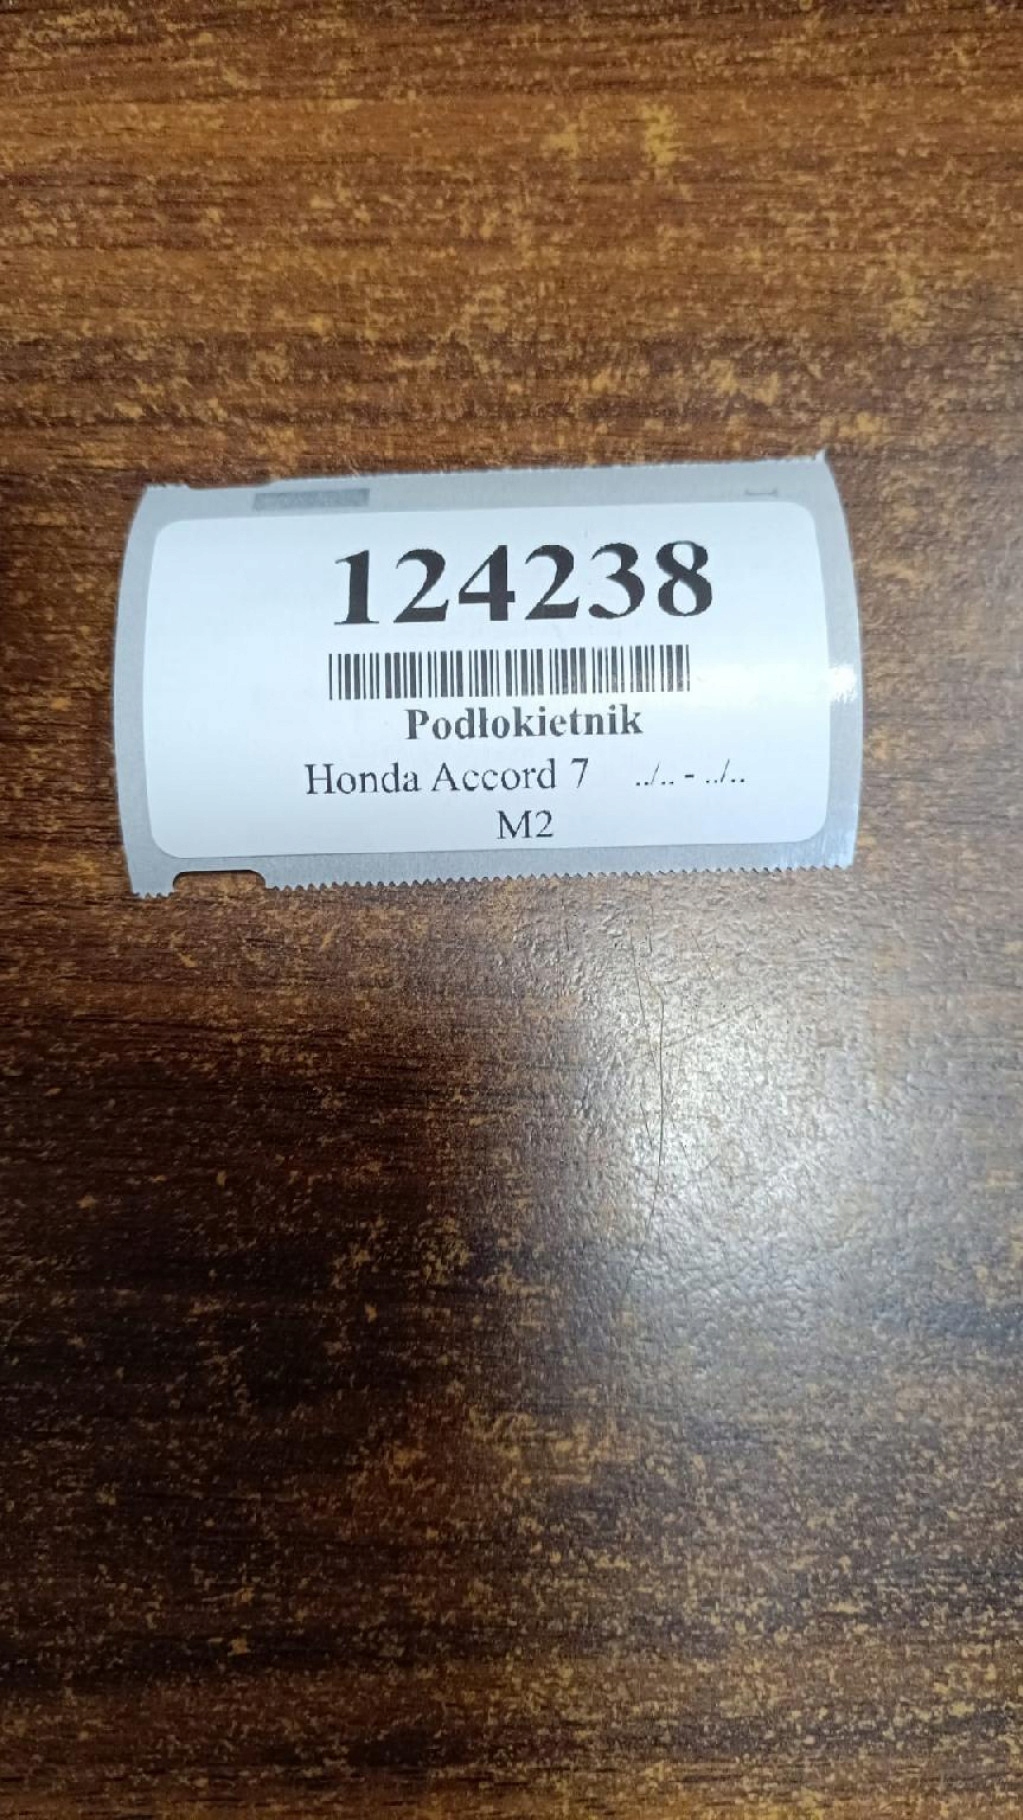 124238
Podłokietnik
Honda Accord 7 ../.. - ../..
M2